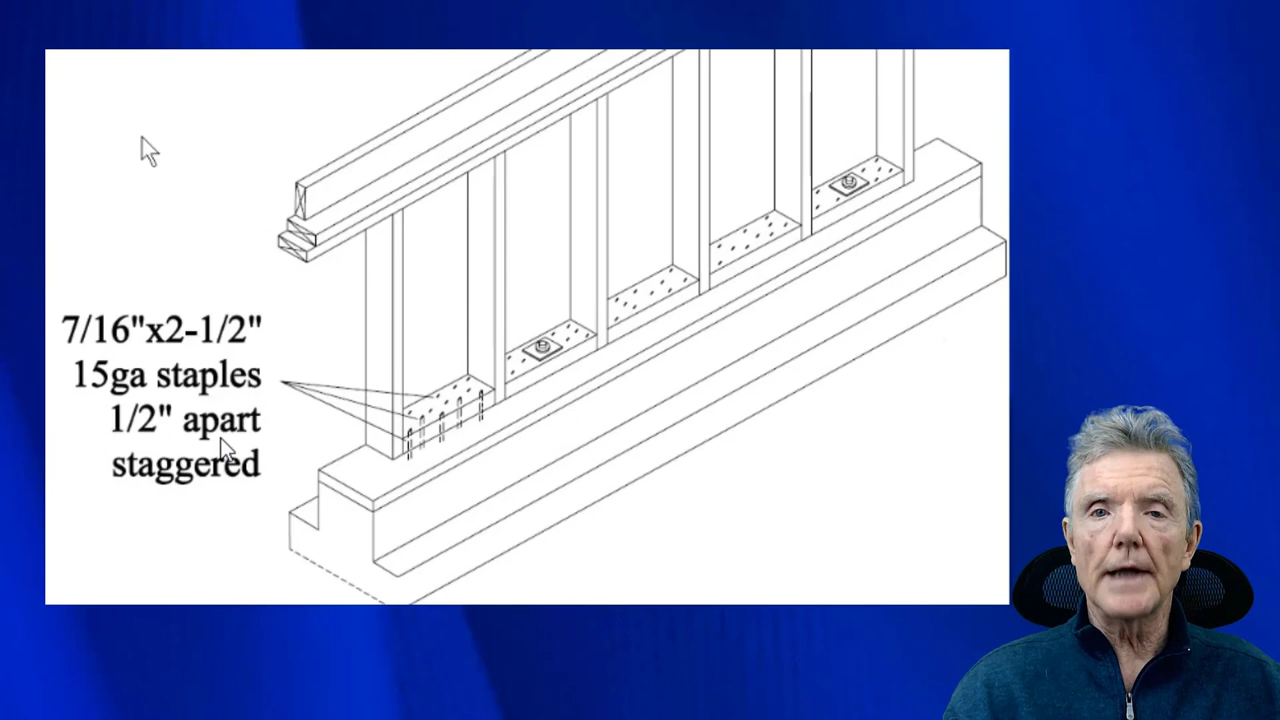 7/16"x2-1/2"
15ga staples
1/2" apart
staggered